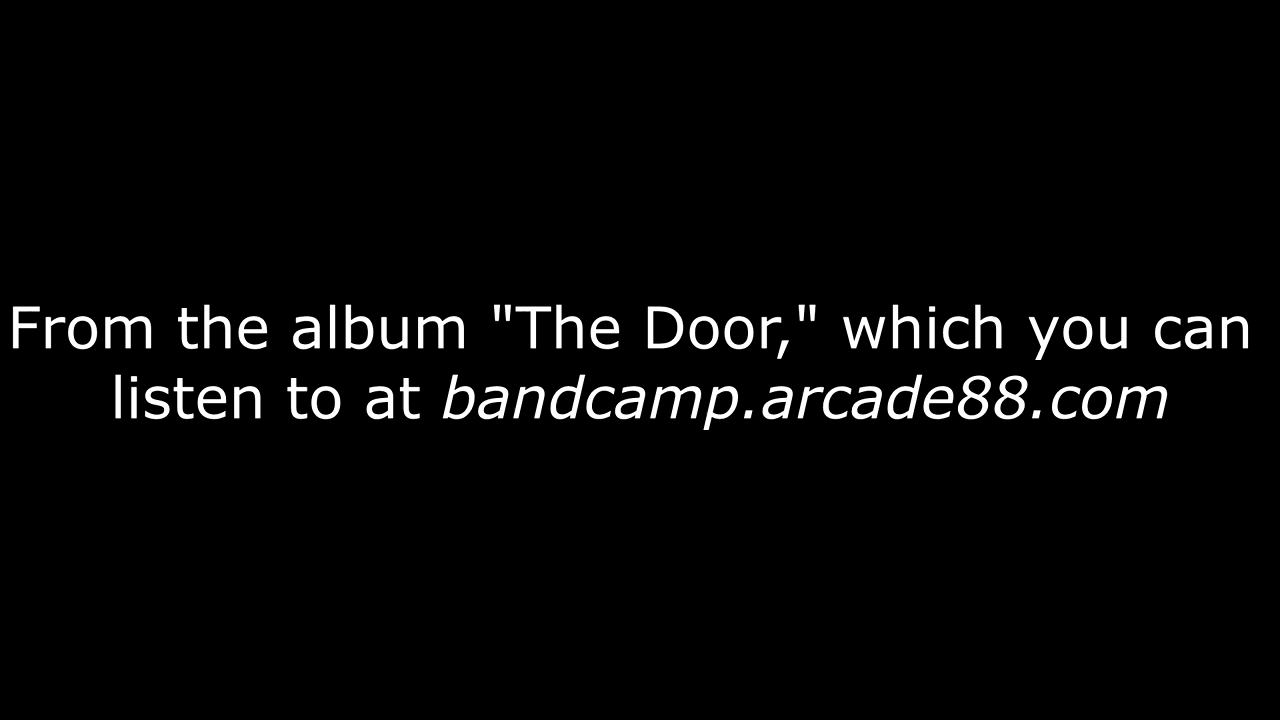 From the album "The Door," which you can
listen to at bandcamp.arcade88.com